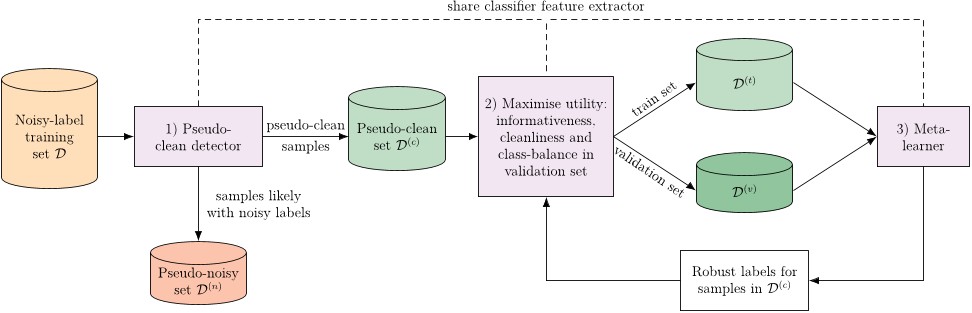 share classifier feature extractor
Noisy-label
training
set 𝒟
1) Pseudo-
clean detector
pseudo-clean
samples
Pseudo-clean
set 𝒟^(c)
2) Maximise utility:
informativeness,
cleanliness and
class-balance in
validation set
train set
validation set
𝒟^(t)
𝒟^(v)
3) Meta-
learner
samples likely
with noisy labels
Pseudo-noisy
set 𝒟^(n)
Robust labels for
samples in 𝒟^(c)